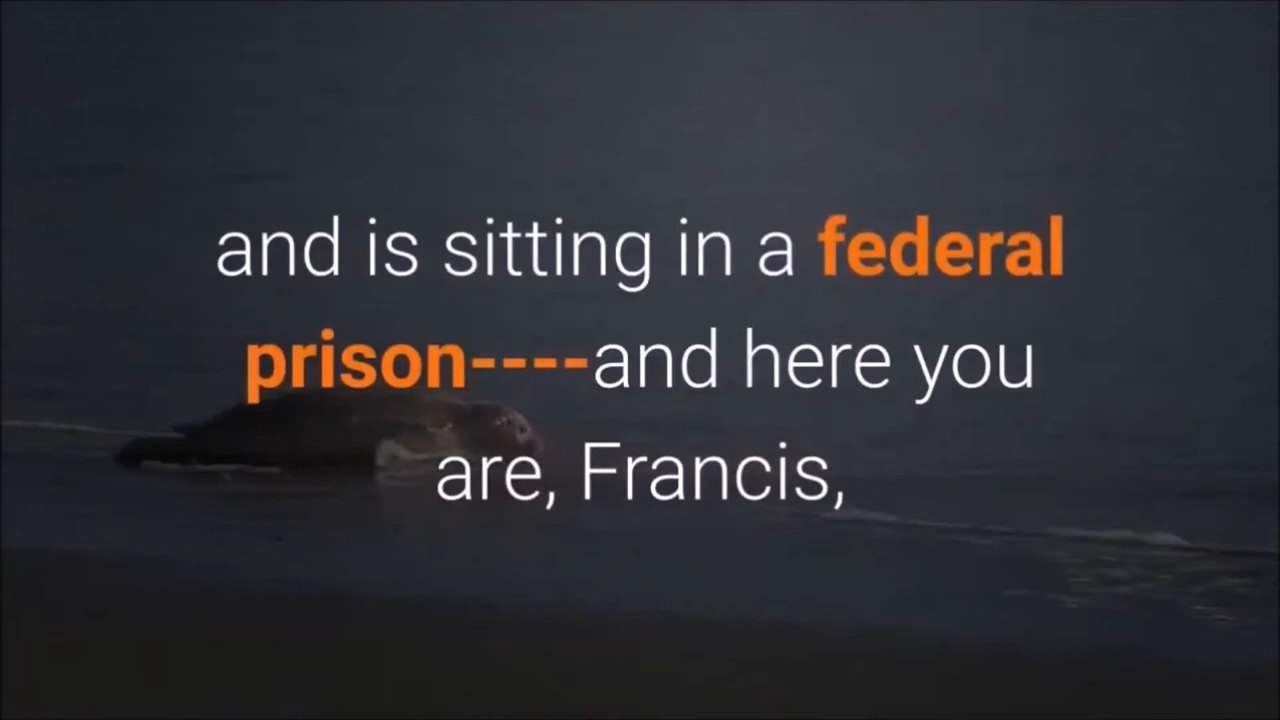 and is sitting in a federal
prison----and here you
are, Francis,